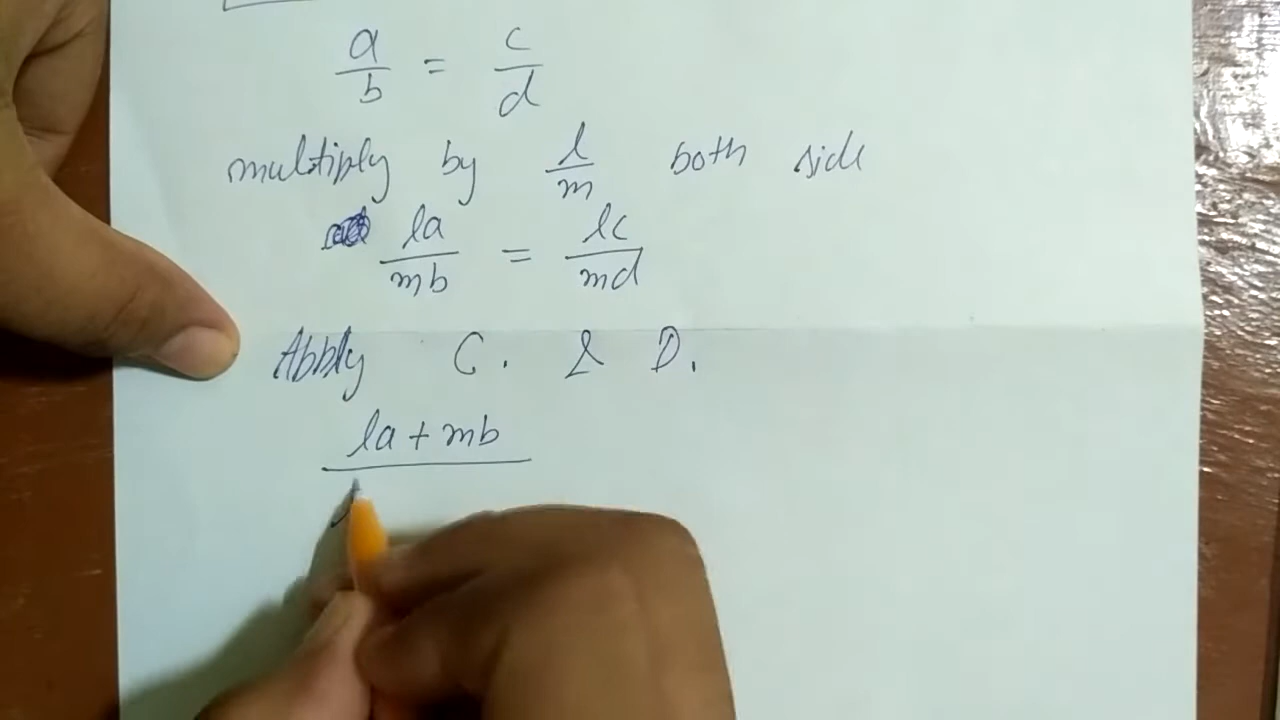 a/b = c/d
multiply by l/m both side
la/mb = lc/md
Abbly C. & D.
la + mb